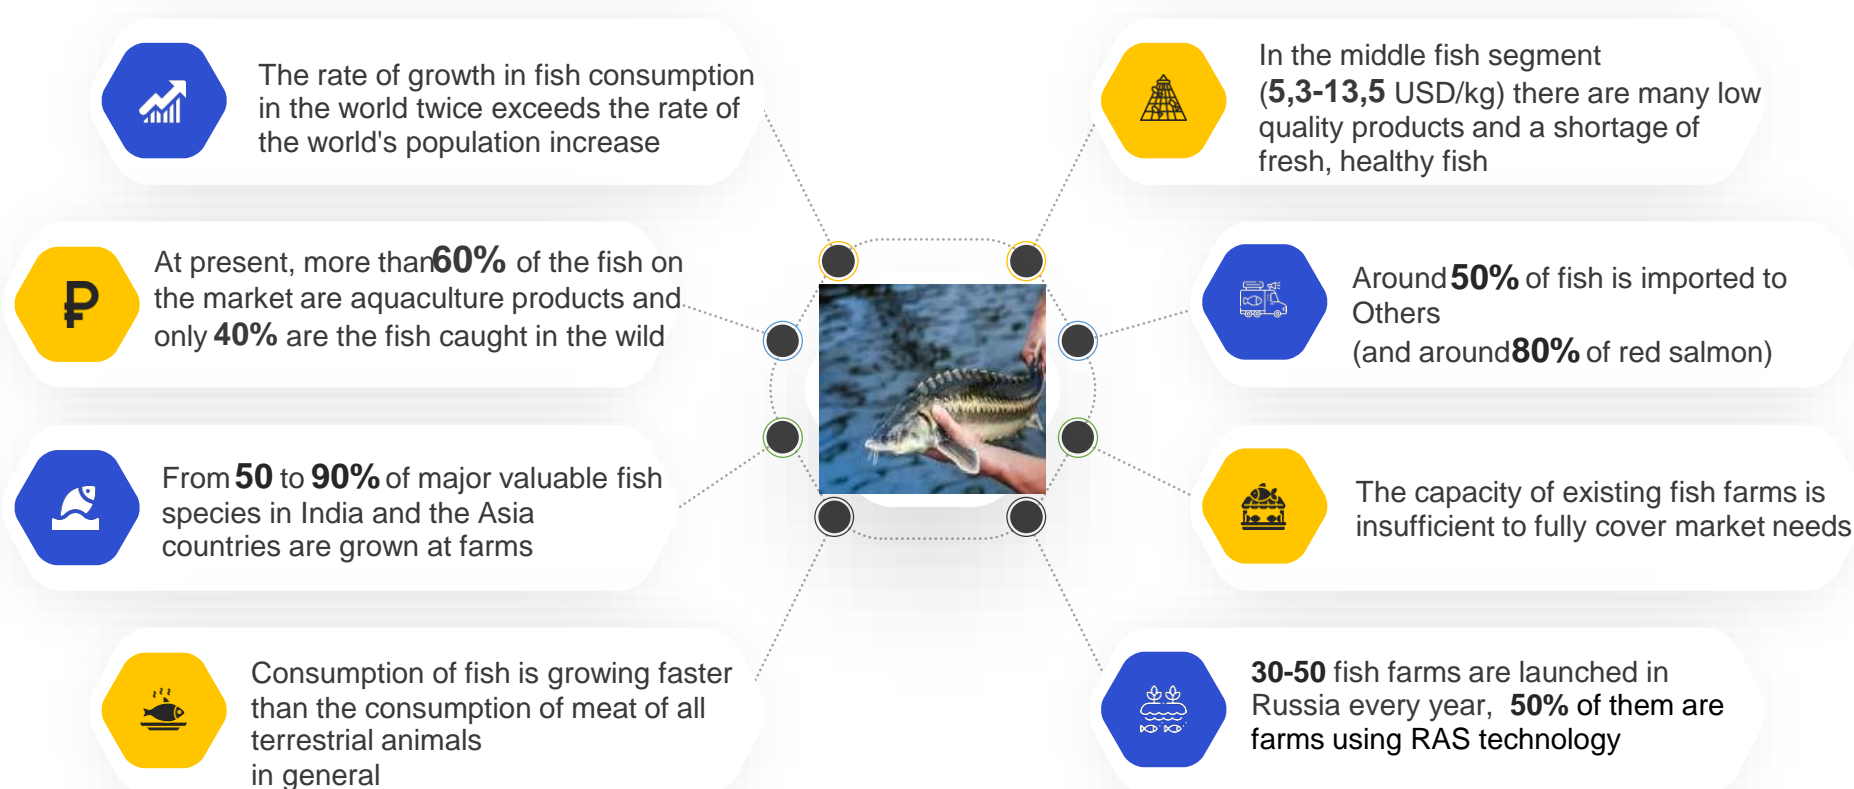 The rate of growth in fish consumption
in the world twice exceeds the rate of
the world's population increase
At present, more than60% of the fish on
the market are aquaculture products and
only 40% are the fish caught in the wild
From 50 to 90% of major valuable fish
species in India and the Asia
countries are grown at farms
Consumption of fish is growing faster
than the consumption of meat of all
terrestrial animals
in general
In the middle fish segment
(5,3-13,5 USD/kg) there are many low
quality products and a shortage of
fresh, healthy fish
Around 50% of fish is imported to
Others
(and around 80% of red salmon)
The capacity of existing fish farms is
insufficient to fully cover market needs
30-50 fish farms are launched in
Russia every year, 50% of them are
farms using RAS technology